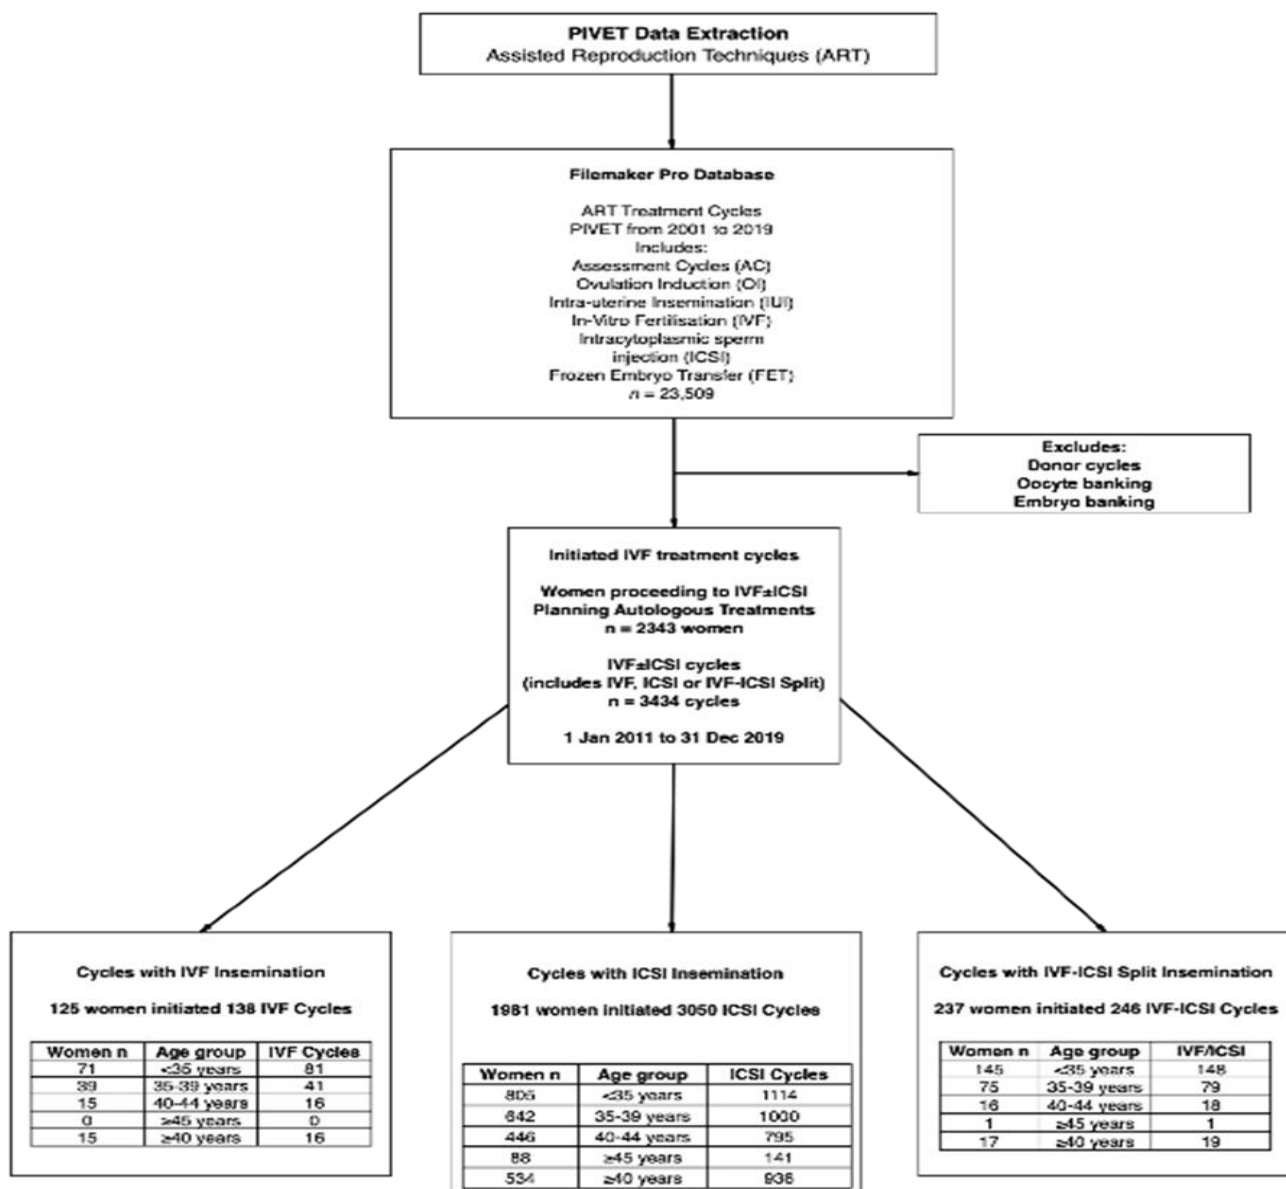 PIVET Data Extraction
Assisted Reproduction Techniques (ART)
Filemaker Pro Database
ART Treatment Cycles
PIVET from 2001 to 2019
Includes:
Assessment Cycles (AC)
Ovulation Induction (OI)
Intra-uterine Insemination (IUI)
In-Vitro Fertilisation (IVF)
Intracytoplasmic sperm
injection (ICSI)
Frozen Embryo Transfer (FET)
n = 23,509
Excludes:
Donor cycles
Oocyte banking
Embryo banking
Initiated IVF treatment cycles
Women proceeding to IVF±ICSI
Planning Autologous Treatments
n = 2343 women
IVF±ICSI cycles
(includes IVF, ICSI or IVF-ICSI Split)
n = 3434 cycles
1 Jan 2011 to 31 Dec 2019
Cycles with IVF Insemination
125 women initiated 138 IVF Cycles
Women n Age group IVF Cycles
71 <35 years 81
39 35-39 years 41
15 40-44 years 16
0 ≥45 years 0
15 ≥40 years 16
Cycles with ICSI Insemination
1981 women initiated 3050 ICSI Cycles
Women n Age group ICSI Cycles
805 <35 years 1114
642 35-39 years 1000
446 40-44 years 795
88 ≥45 years 141
534 ≥40 years 936
Cycles with IVF-ICSI Split Insemination
237 women initiated 246 IVF-ICSI Cycles
Women n Age group IVF/ICSI
145 <35 years 148
75 35-39 years 79
16 40-44 years 18
1 ≥45 years 1
17 ≥40 years 19